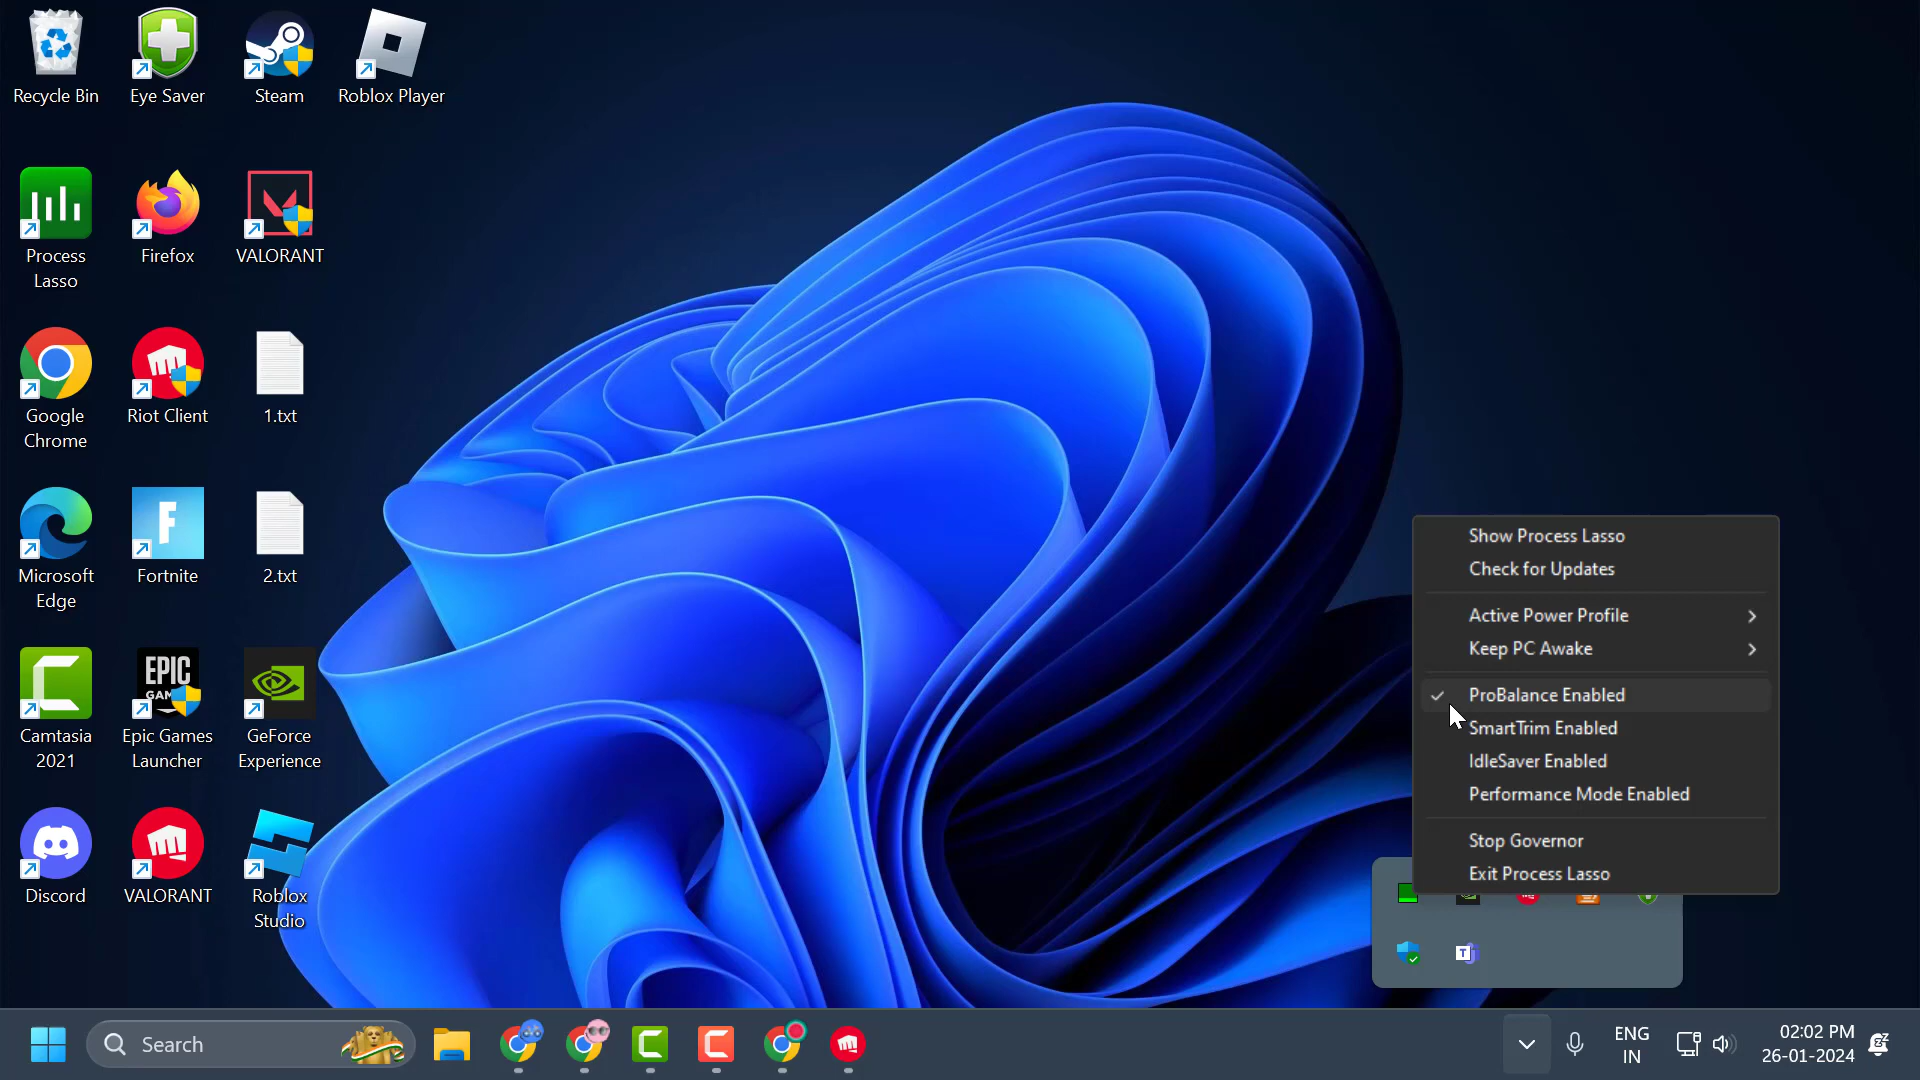 Recycle Bin
Eye Saver
Steam
Roblox Player
Process
Lasso
Firefox
VALORANT
Google
Chrome
Riot Client
1.txt
Microsoft
Edge
Fortnite
2.txt
EPIC
GAM
Camtasia
2021
Epic Games
Launcher
GeForce
Experience
Discord
VALORANT
Roblox
Studio
Show Process Lasso
Check for Updates
Active Power Profile
Keep PC Awake
ProBalance Enabled
SmartTrim Enabled
IdleSaver Enabled
Performance Mode Enabled
Stop Governor
Exit Process Lasso
Search
ENG
IN
02:02 PM
26-01-2024